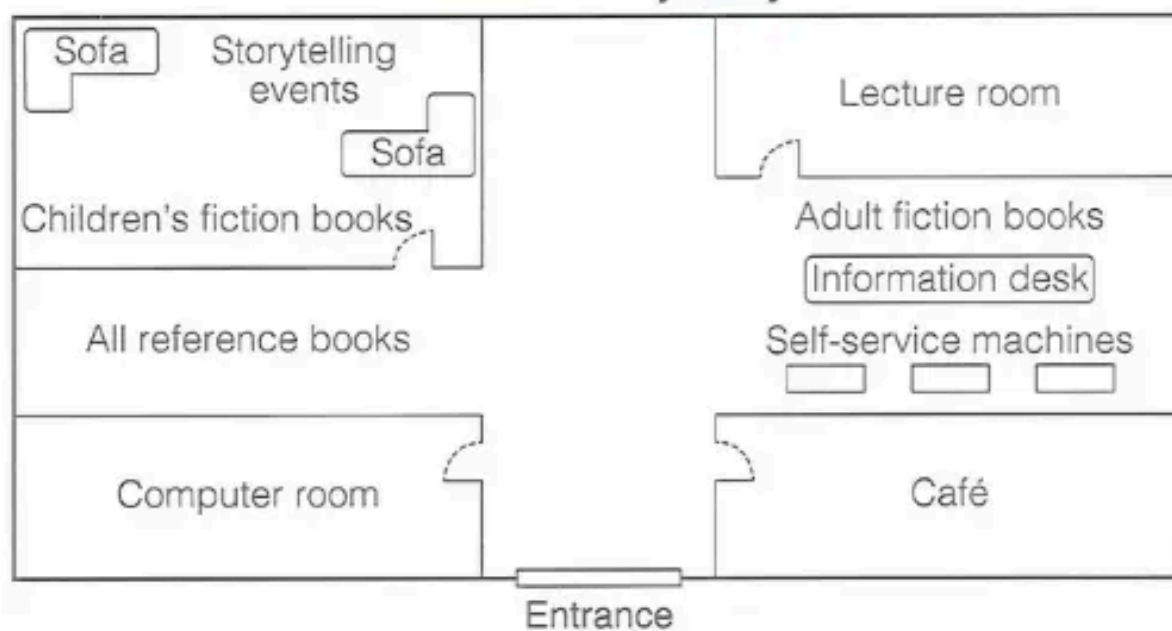 Sofa
Storytelling
events
Sofa
Children's fiction books
All reference books
Computer room
Lecture room
Adult fiction books
Information desk
Self-service machines
Café
Entrance